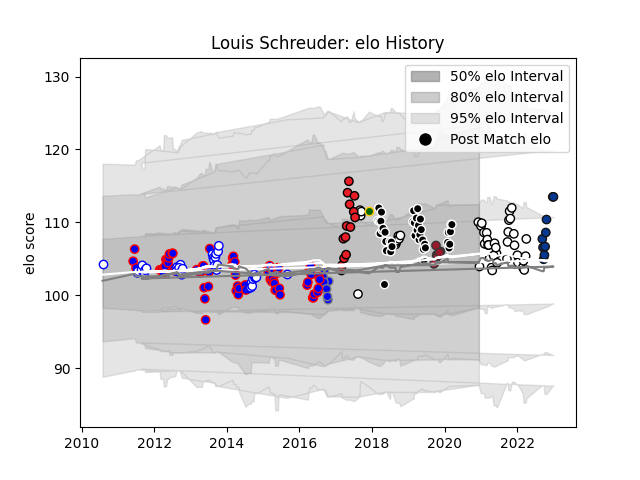 Louis Schreuder: elo History
50% elo Interval
80% elo Interval
95% elo Interval
Post Match elo
elo score
130
120
110
100
90
2010
2012
2014
2016
2018
2020
2022